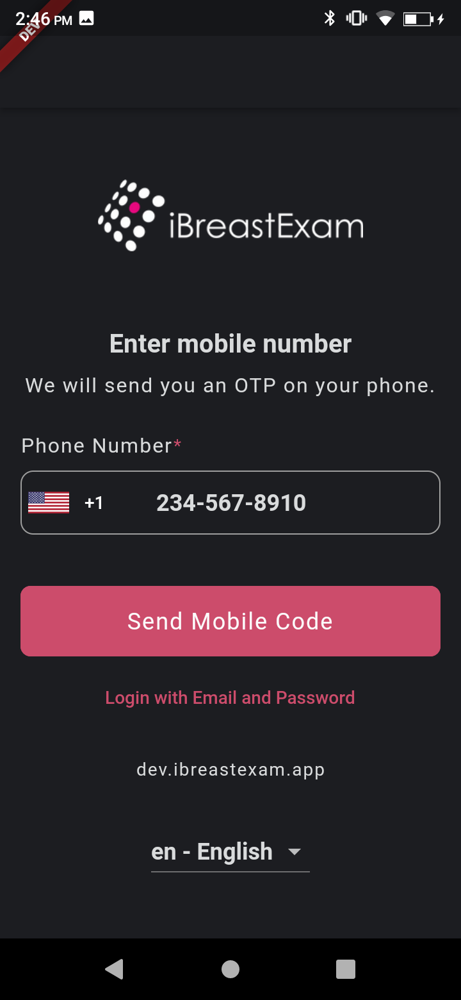 2:46 PM
DEV
iBreastExam
Enter mobile number
We will send you an OTP on your phone.
Phone Number*
+1 234-567-8910
Send Mobile Code
Login with Email and Password
dev.ibreastexam.app
en - English